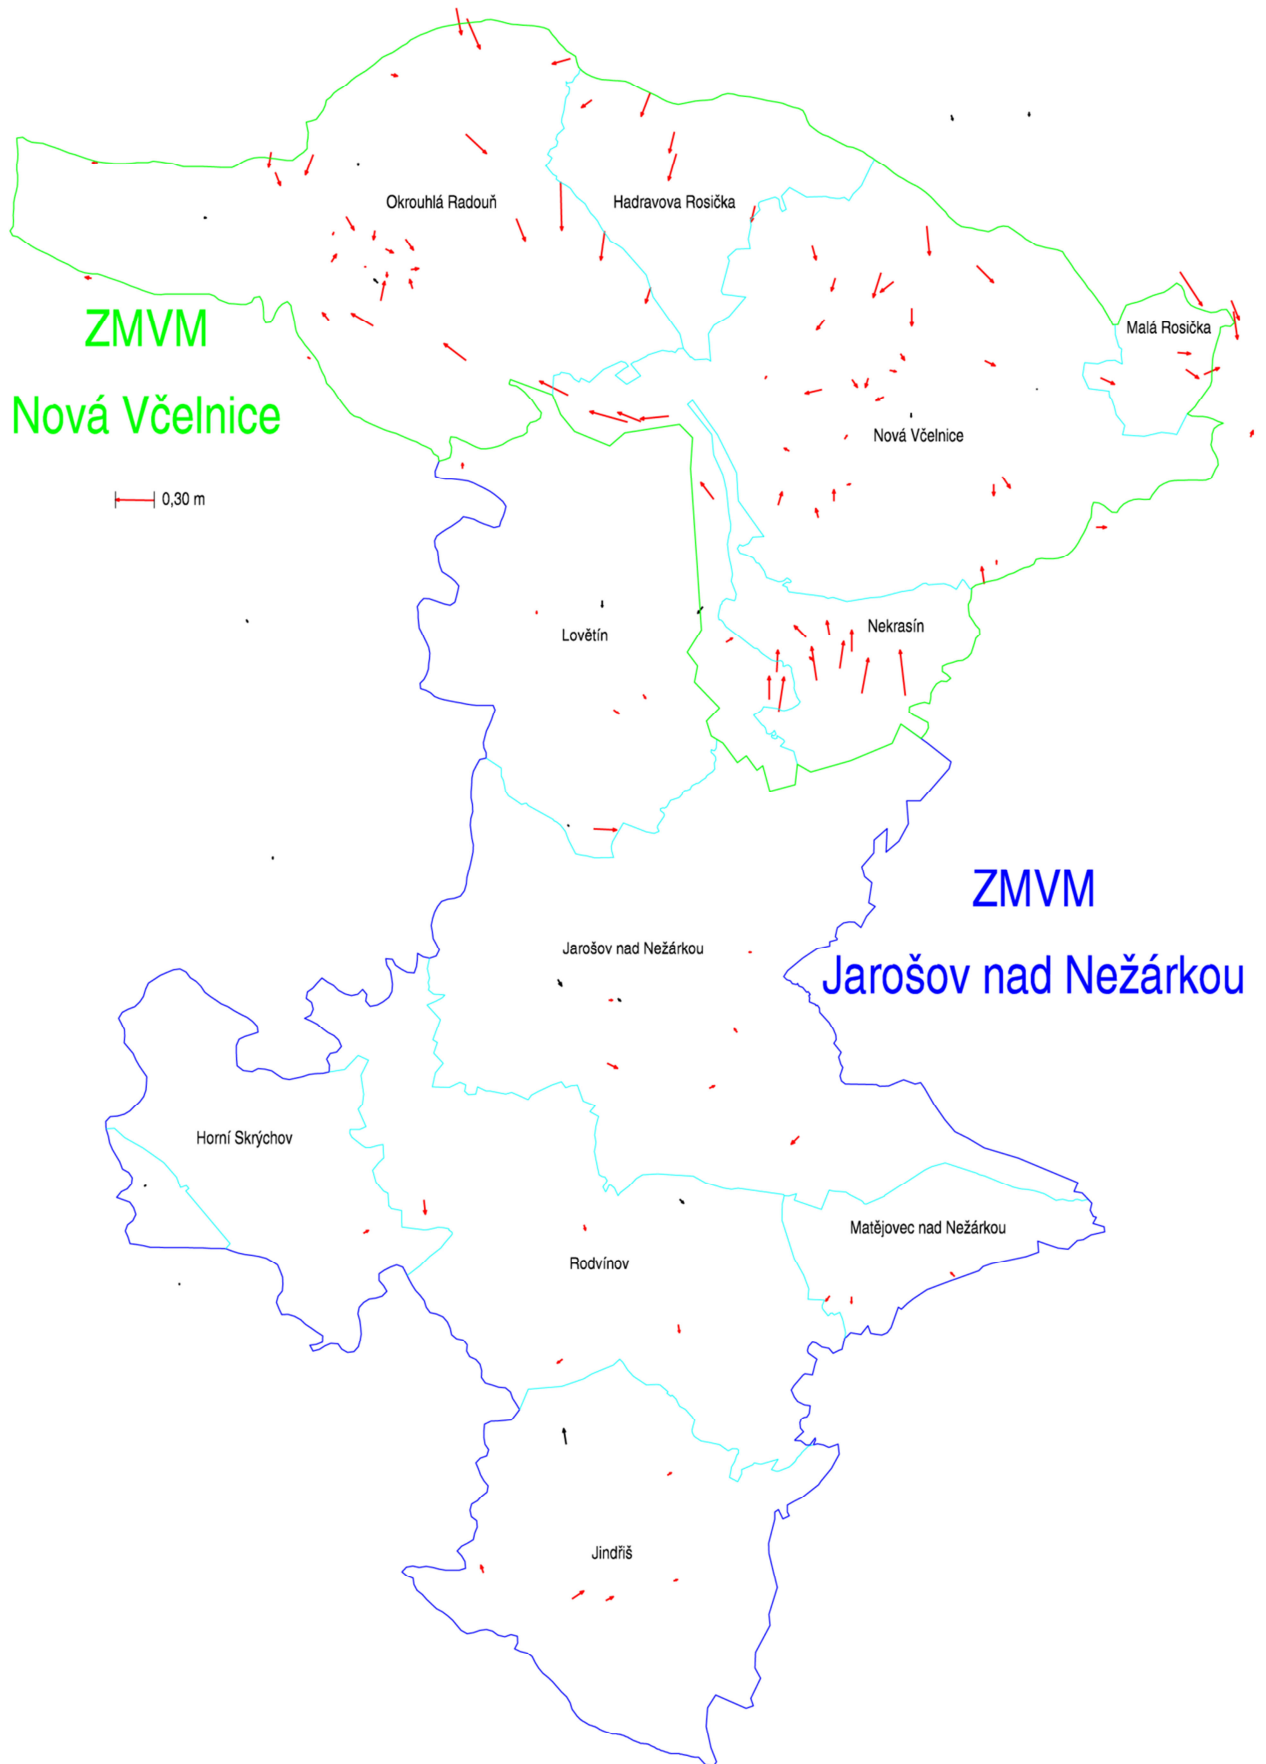 Okrouhlá Radouň
Hadravova Rosička
ZMVM
Nová Včelnice
Malá Rosička
Nová Včelnice
0,30 m
Lovětín
Nekrasín
ZMVM
Jarošov nad Nežárkou
Jarošov nad Nežárkou
Horní Skrýchov
Matějovec nad Nežárkou
Rodvínov
Jindřiš